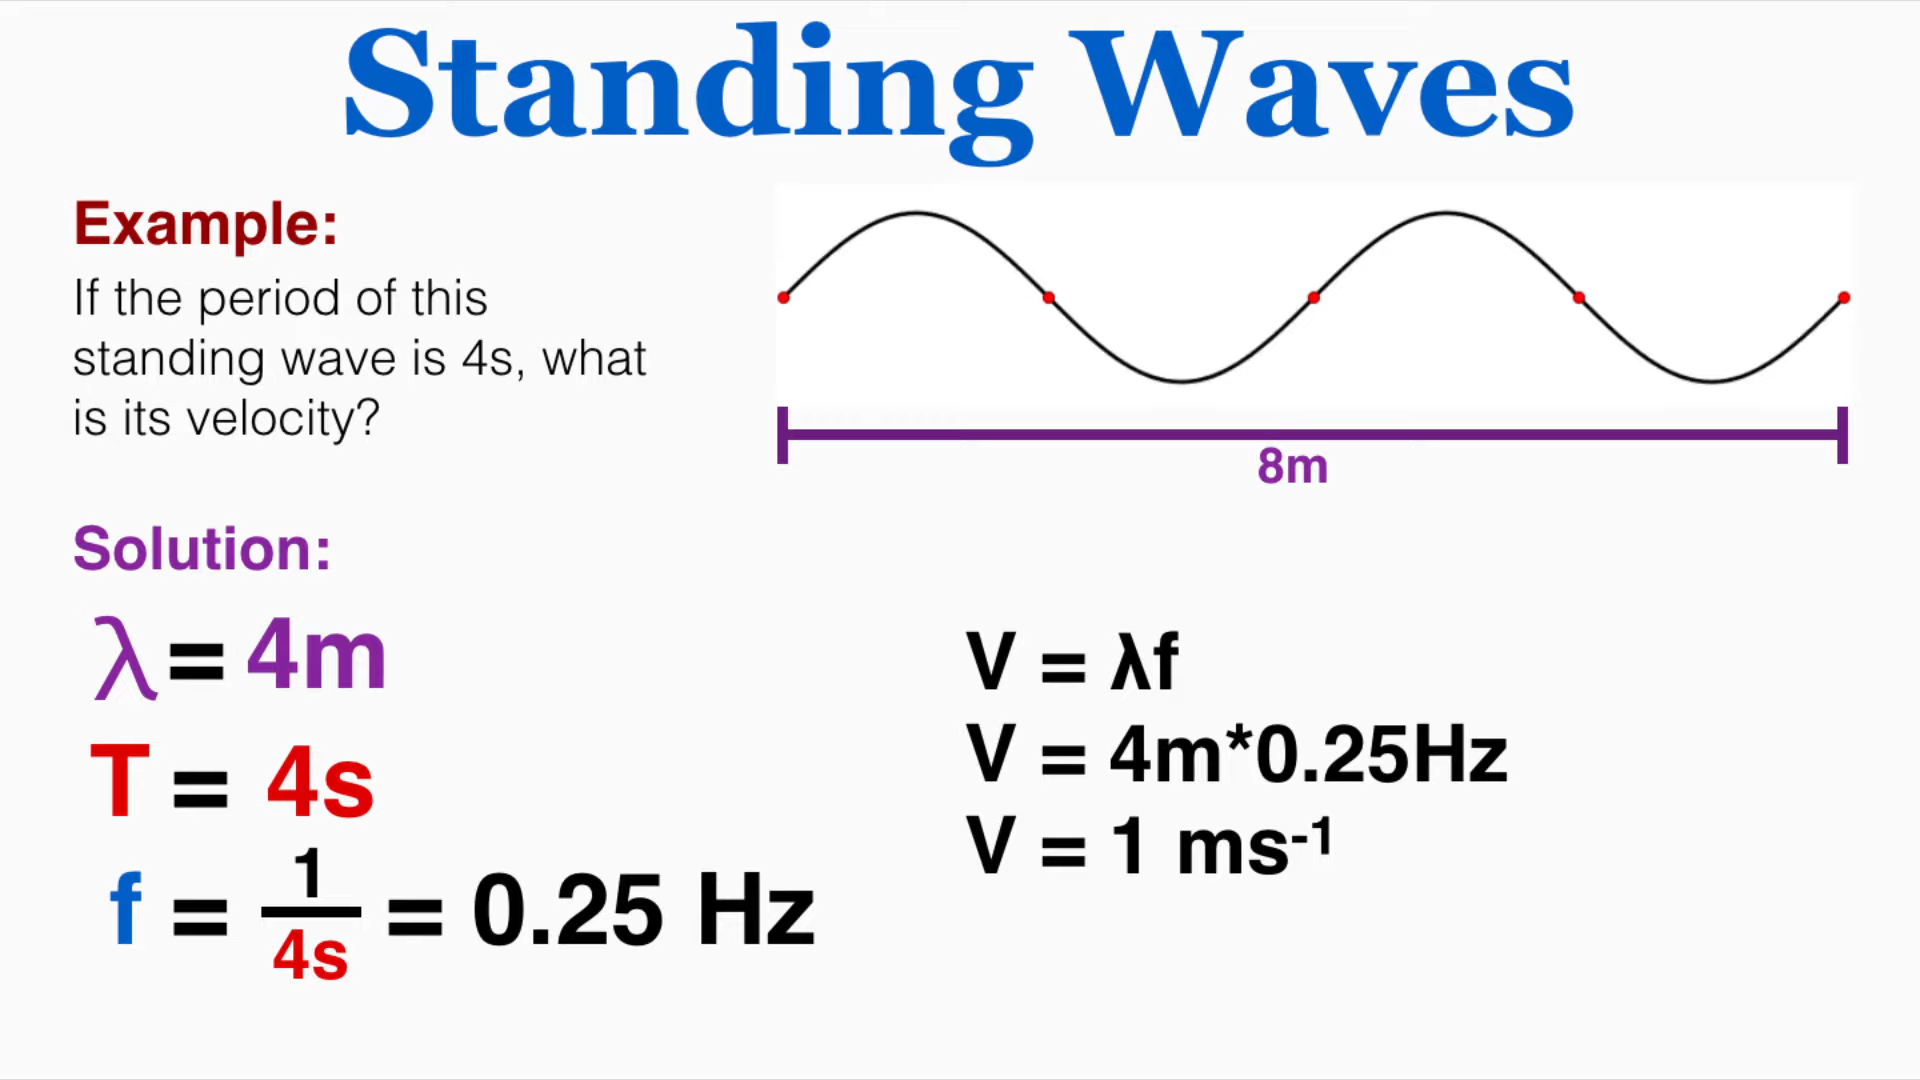 Standing Waves
Example:
If the period of this
standing wave is 4s, what
is its velocity?
8m
Solution:
λ = 4m
T = 4s
f = 1/4s = 0.25 Hz
V = λf
V = 4m*0.25Hz
V = 1 ms⁻¹